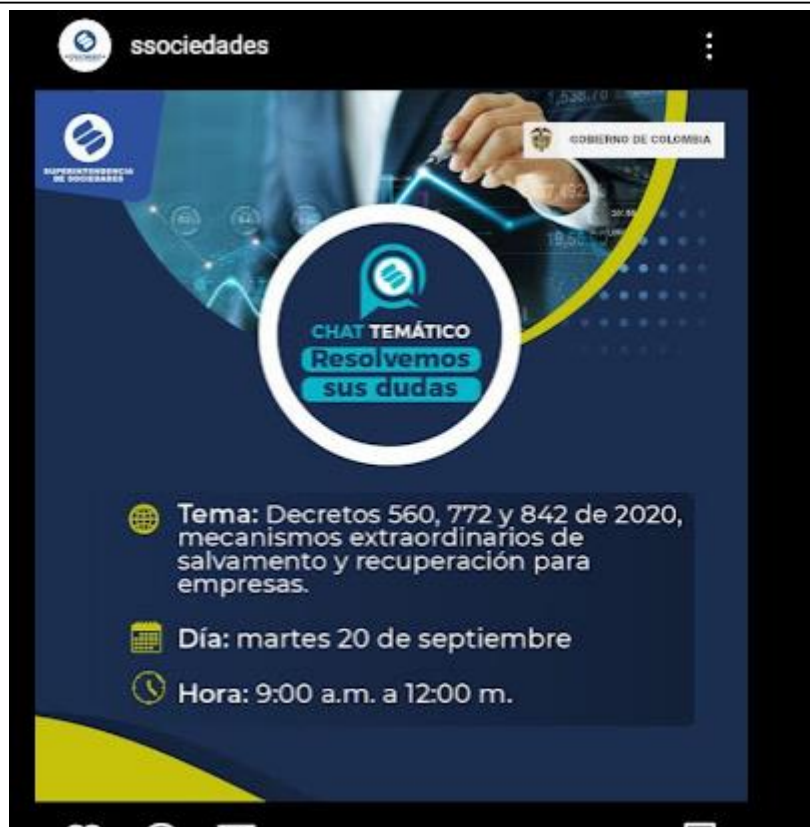 ssociedades
SUPERINTENDENCIA
DE SOCIEDADES
GOBIERNO DE COLOMBIA
CHAT TEMÁTICO
Resolvemos
sus dudas
Tema: Decretos 560, 772 y 842 de 2020,
mecanismos extraordinarios de
salvamento y recuperación para
empresas.
Día: martes 20 de septiembre
Hora: 9:00 a.m. a 12:00 m.